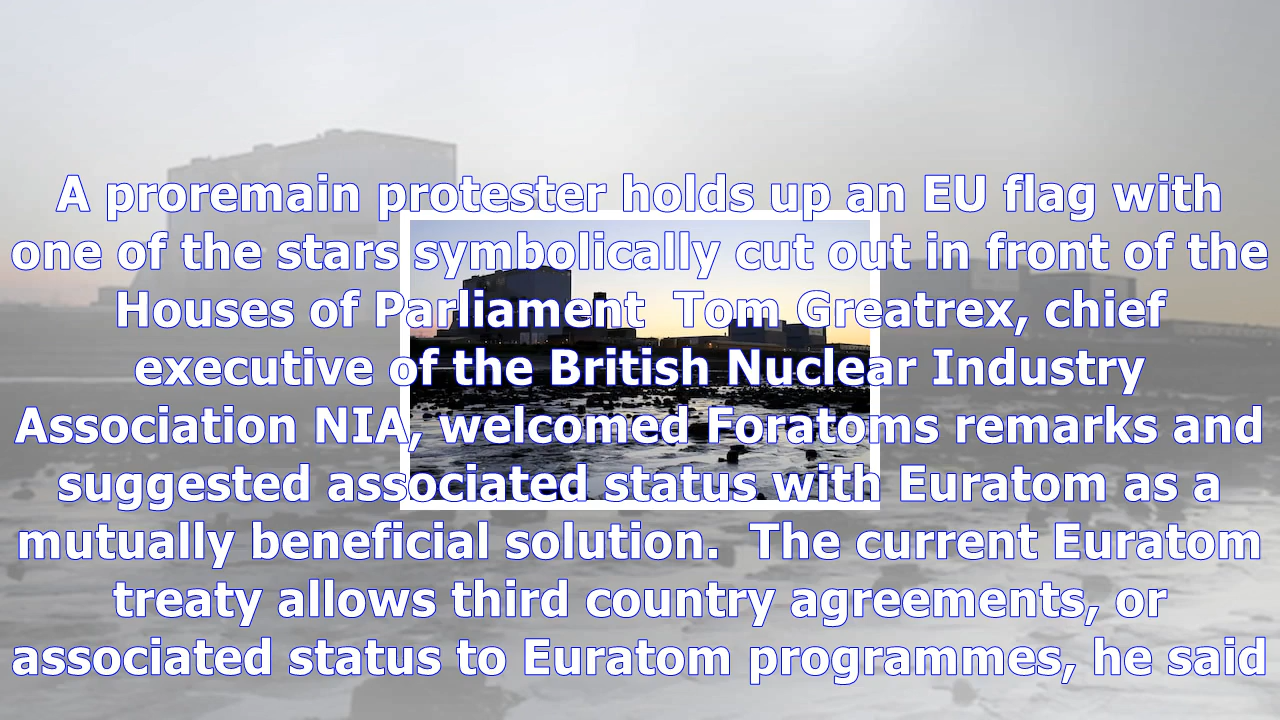 A proremain protester holds up an EU flag with
one of the stars symbolically cut out in front of the
Houses of Parliament  Tom Greatrex, chief
executive of the British Nuclear Industry
Association NIA, welcomed Foratoms remarks and
suggested associated status with Euratom as a
mutually beneficial solution.  The current Euratom
treaty allows third country agreements, or
associated status to Euratom programmes, he said